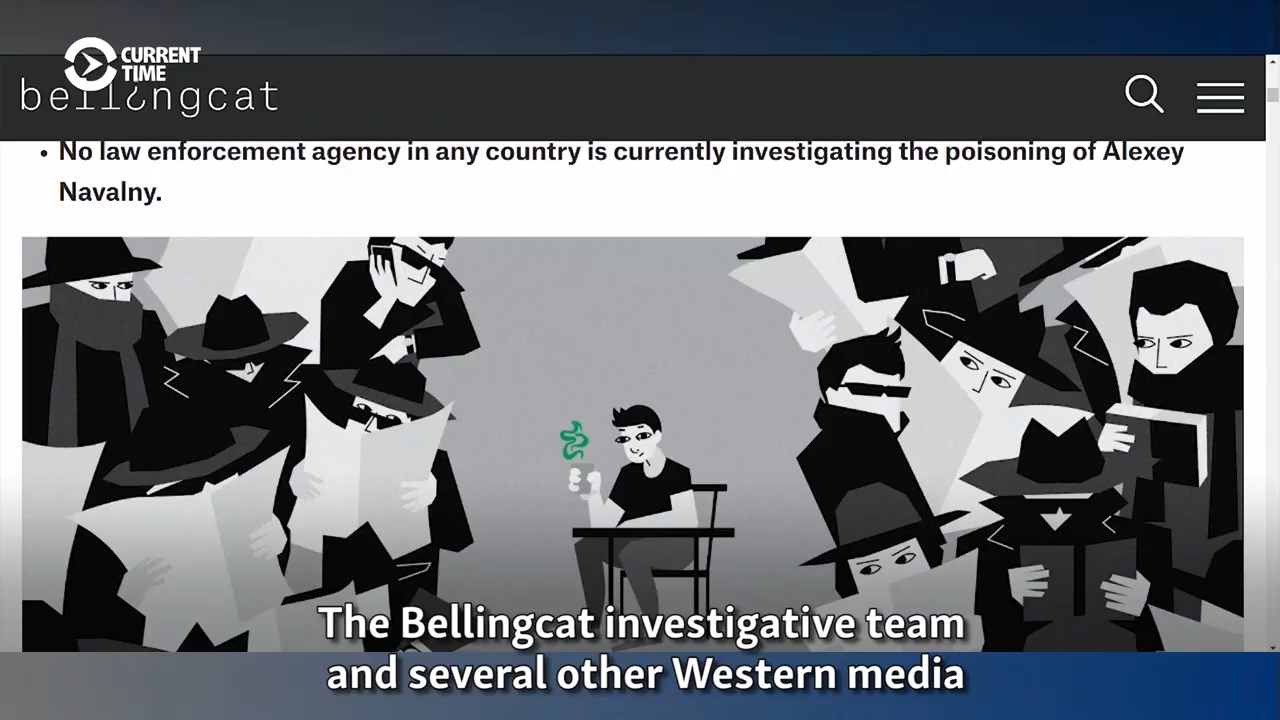 CURRENT
TIME
bellingcat
• No law enforcement agency in any country is currently investigating the poisoning of Alexey
Navalny.
The Bellingcat investigative team
and several other Western media